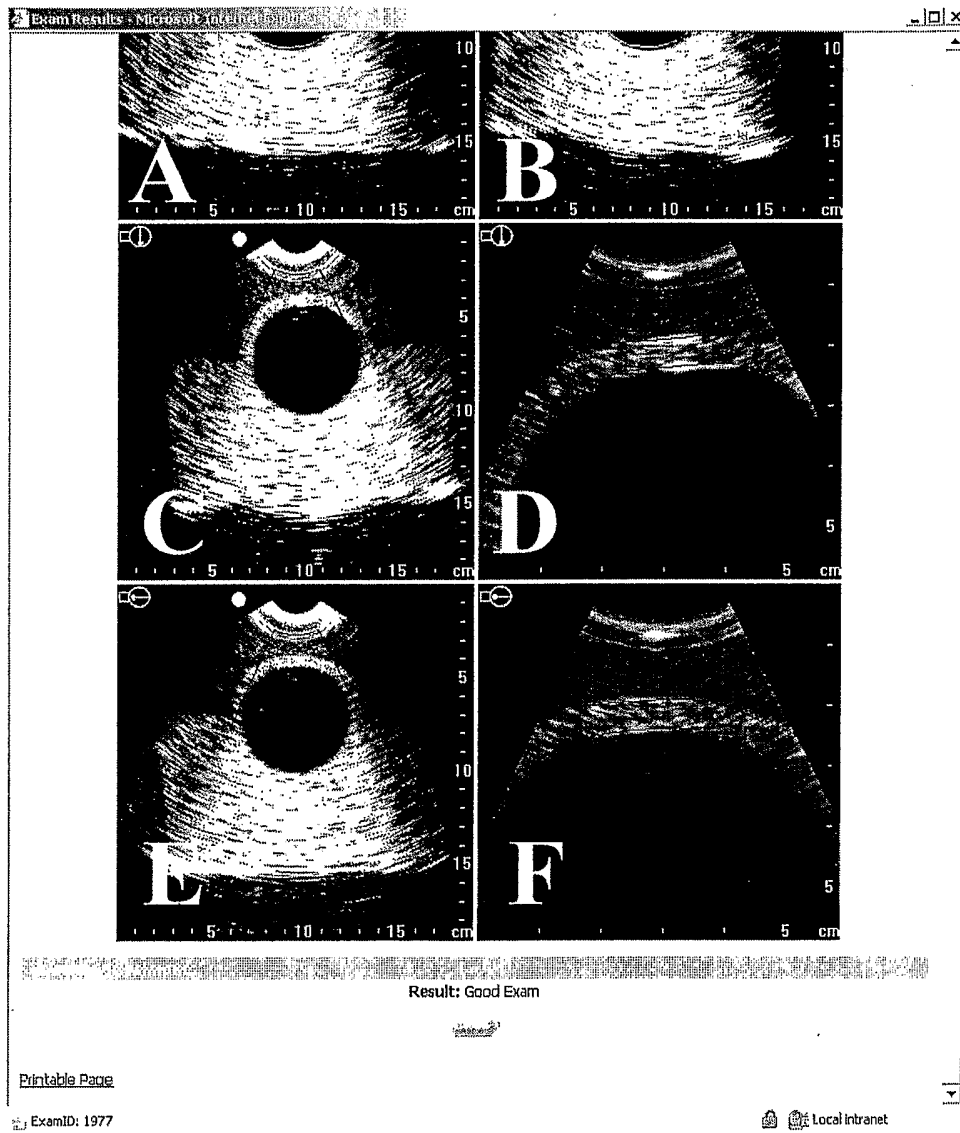 Exam Results - Microsoft Internet Explorer
10 10
15 15
A B
5 10 15 cm 5 10 15 cm
5
10
C D
15 5
5 10 15 cm 5 cm
5
10
E F
15 5
5 10 15 cm 5 cm
Result: Good Exam
Printable Page
ExamID: 1977 Local intranet